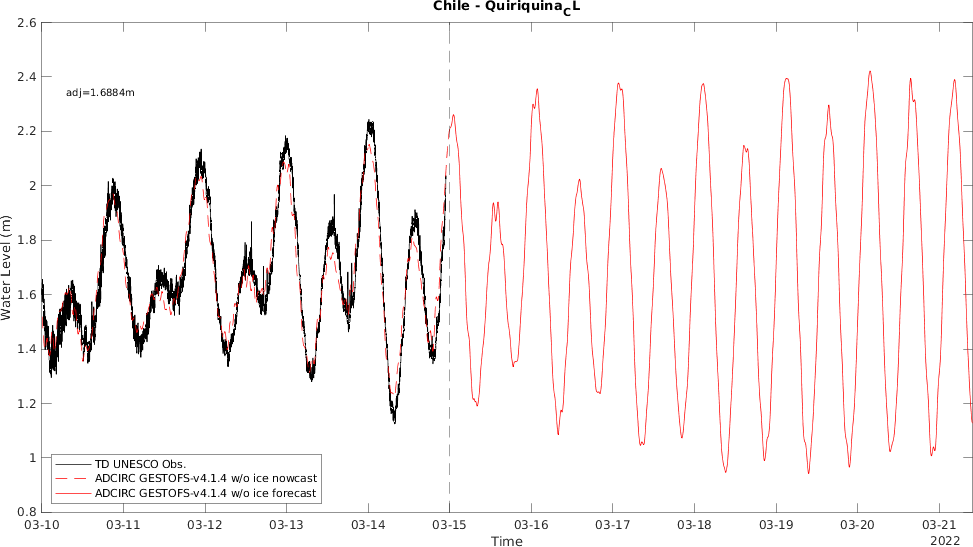 Chile - Quiriquina_CL
2.6
2.4
2.2
2
1.8
1.6
1.4
1.2
1
0.8
Water Level (m)
adj=1.6884m
TD UNESCO Obs.
ADCIRC GESTOFS-v4.1.4 w/o ice nowcast
ADCIRC GESTOFS-v4.1.4 w/o ice forecast
03-10 03-11 03-12 03-13 03-14 03-15 03-16 03-17 03-18 03-19 03-20 03-21
Time
2022